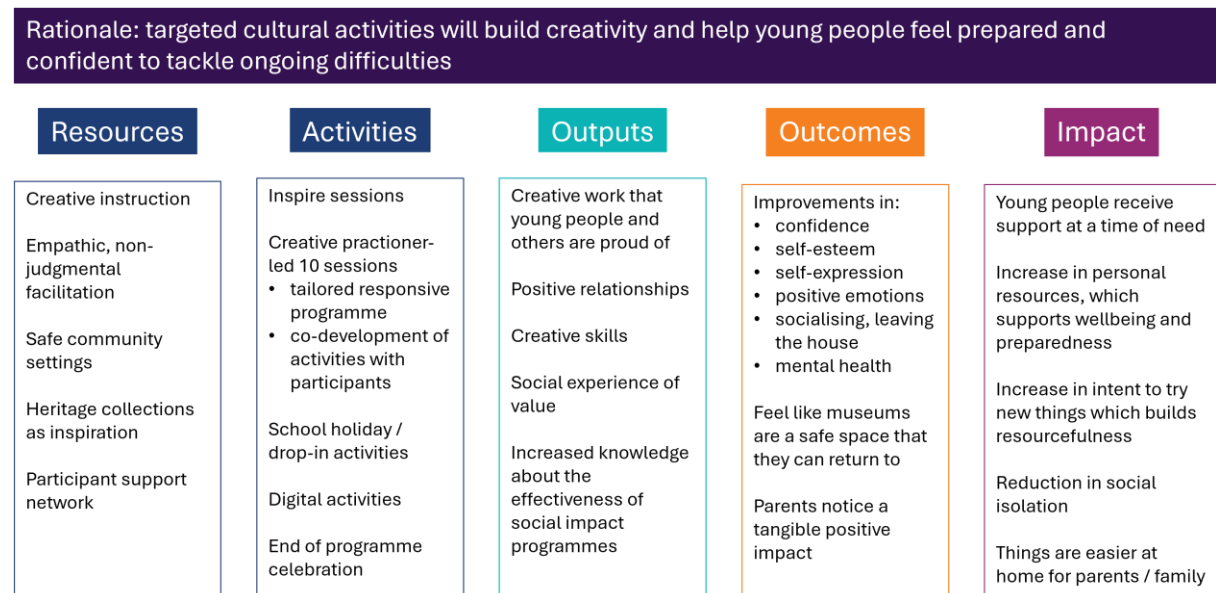 Rationale: targeted cultural activities will build creativity and help young people feel prepared and
confident to tackle ongoing difficulties
Resources
Creative instruction
Empathic, non-
judgmental
facilitation
Safe community
settings
Heritage collections
as inspiration
Participant support
network
Activities
Inspire sessions
Creative practioner-
led 10 sessions
• tailored responsive
programme
• co-development of
activities with
participants
School holiday /
drop-in activities
Digital activities
End of programme
celebration
Outputs
Creative work that
young people and
others are proud of
Positive relationships
Creative skills
Social experience of
value
Increased knowledge
about the
effectiveness of
social impact
programmes
Outcomes
Improvements in:
• confidence
• self-esteem
• self-expression
• positive emotions
• socialising, leaving
the house
• mental health
Feel like museums
are a safe space that
they can return to
Parents notice a
tangible positive
impact
Impact
Young people receive
support at a time of need
Increase in personal
resources, which
supports wellbeing and
preparedness
Increase in intent to try
new things which builds
resourcefulness
Reduction in social
isolation
Things are easier at
home for parents / family